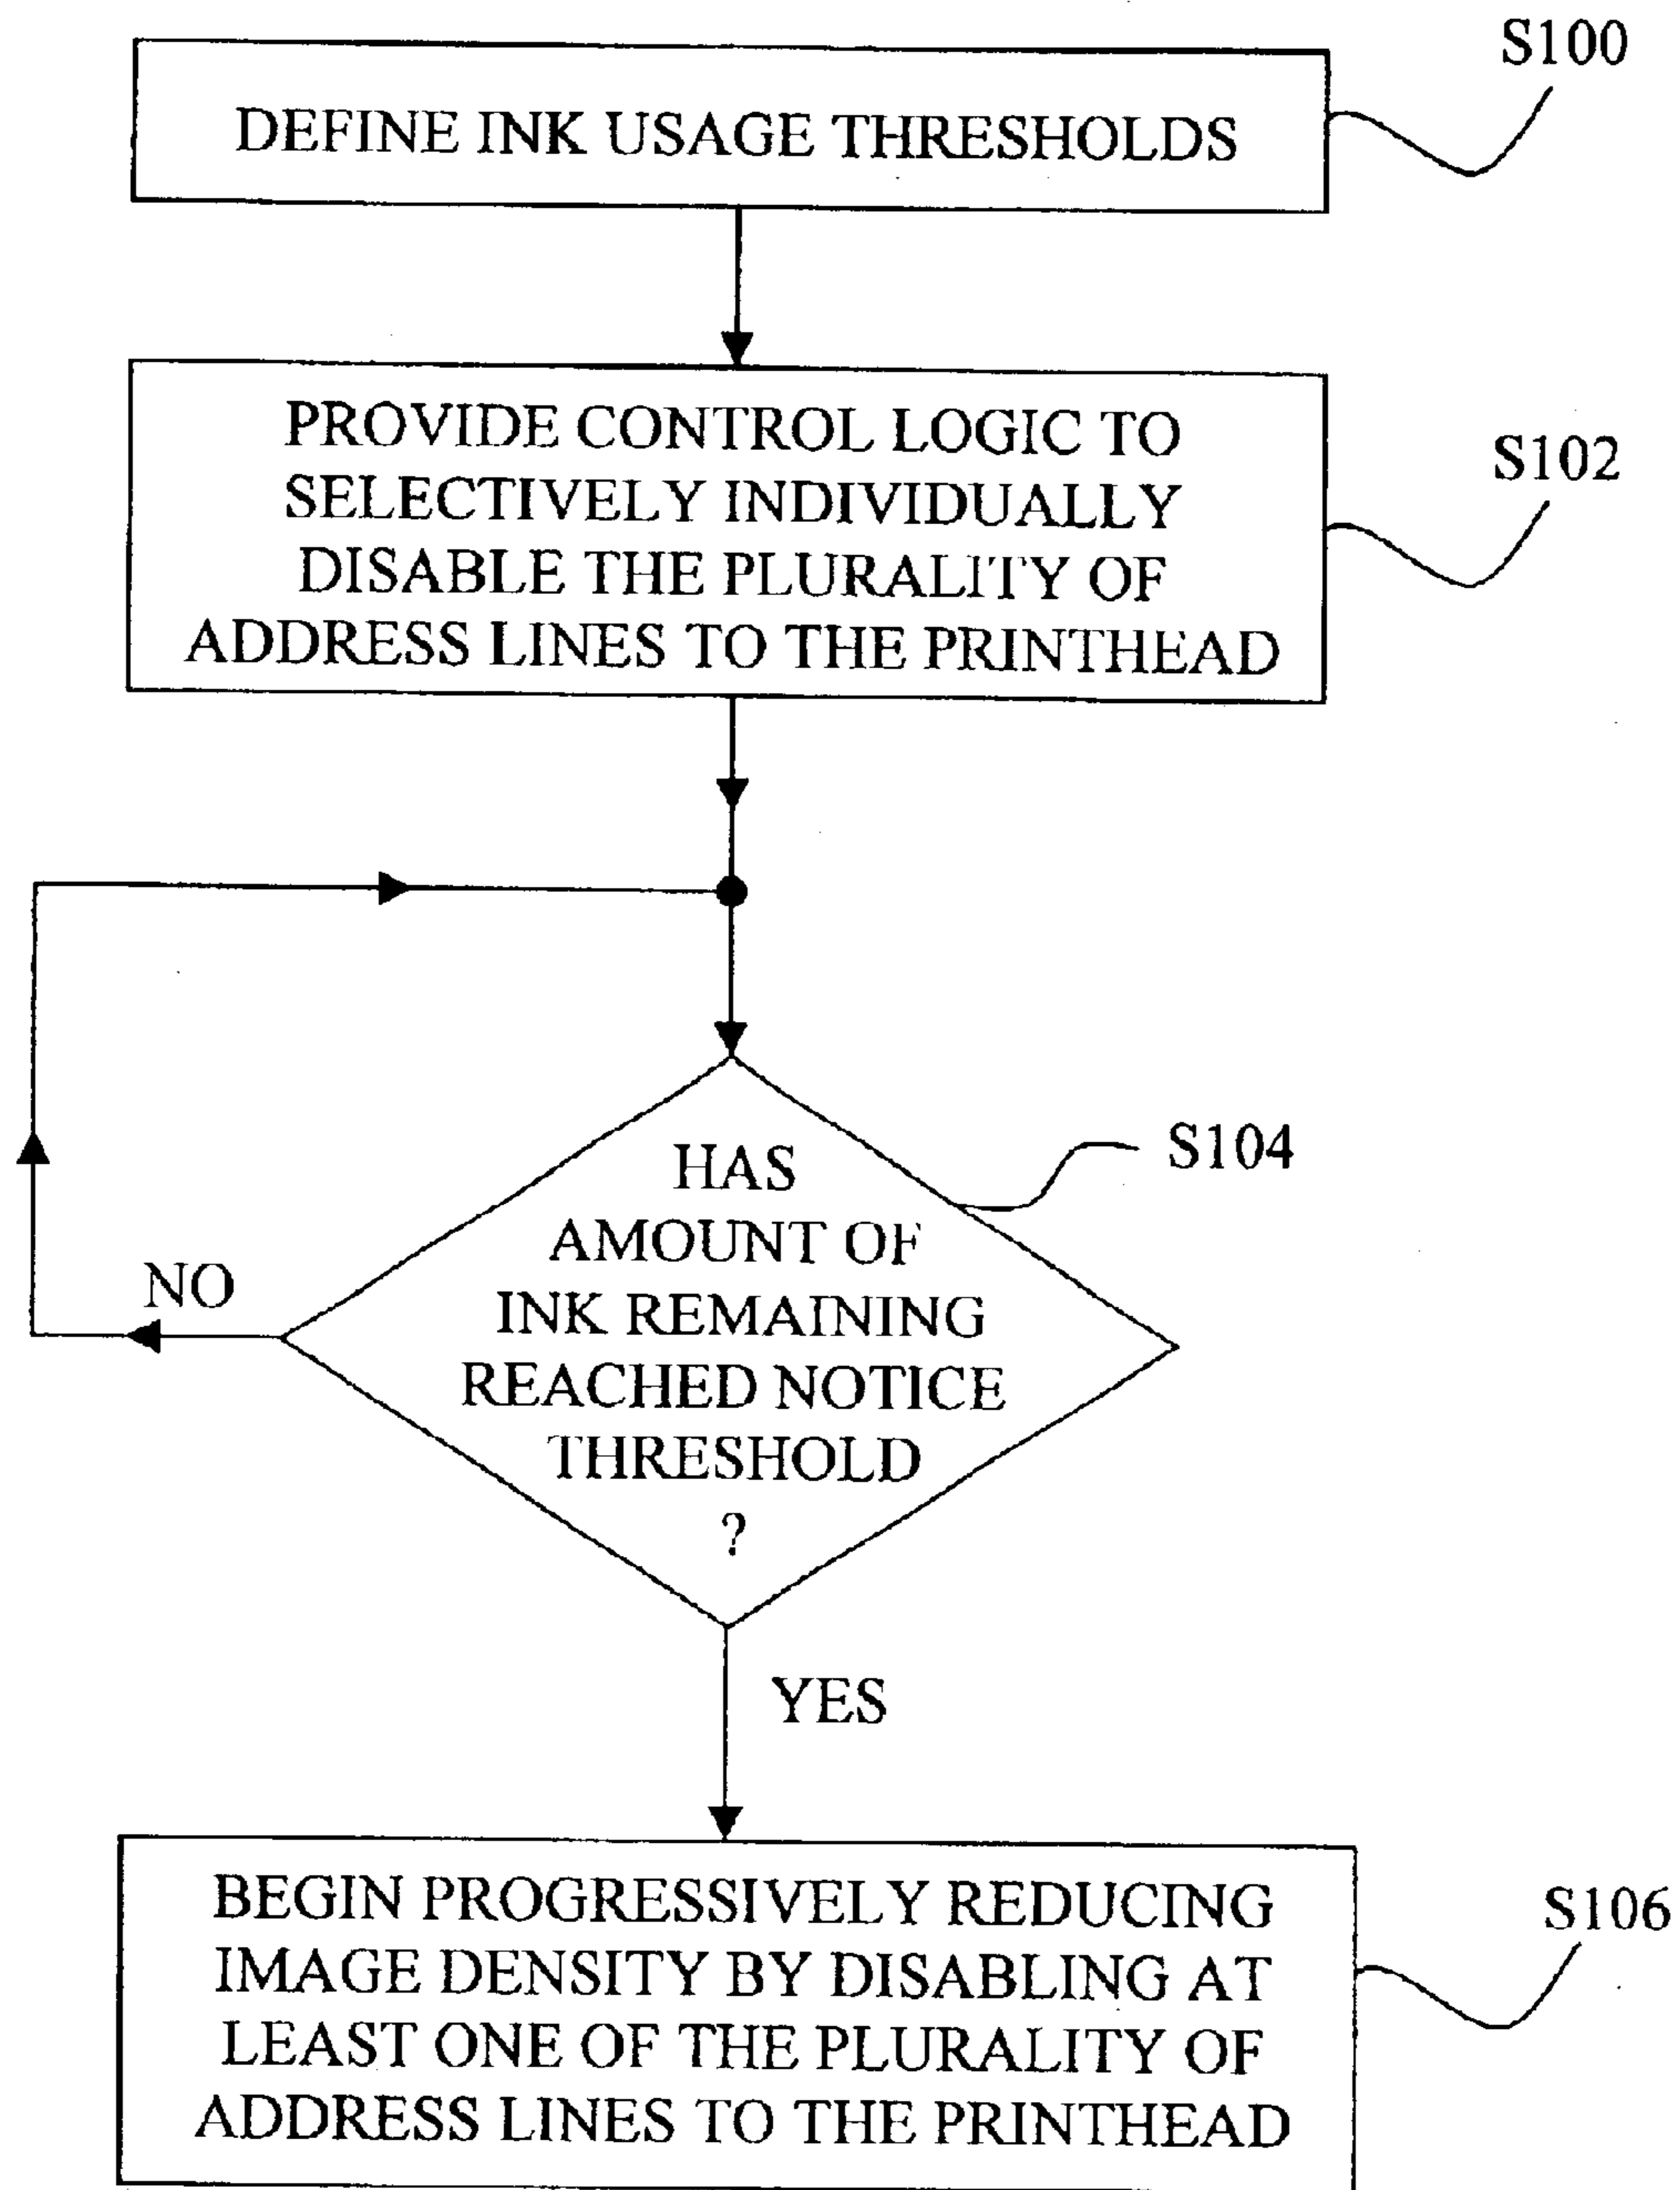 S100
DEFINE INK USAGE THRESHOLDS
PROVIDE CONTROL LOGIC TO
SELECTIVELY INDIVIDUALLY
DISABLE THE PLURALITY OF
ADDRESS LINES TO THE PRINTHEAD
S102
HAS
AMOUNT OF
INK REMAINING
REACHED NOTICE
THRESHOLD
?
S104
NO
YES
BEGIN PROGRESSIVELY REDUCING
IMAGE DENSITY BY DISABLING AT
LEAST ONE OF THE PLURALITY OF
ADDRESS LINES TO THE PRINTHEAD
S106